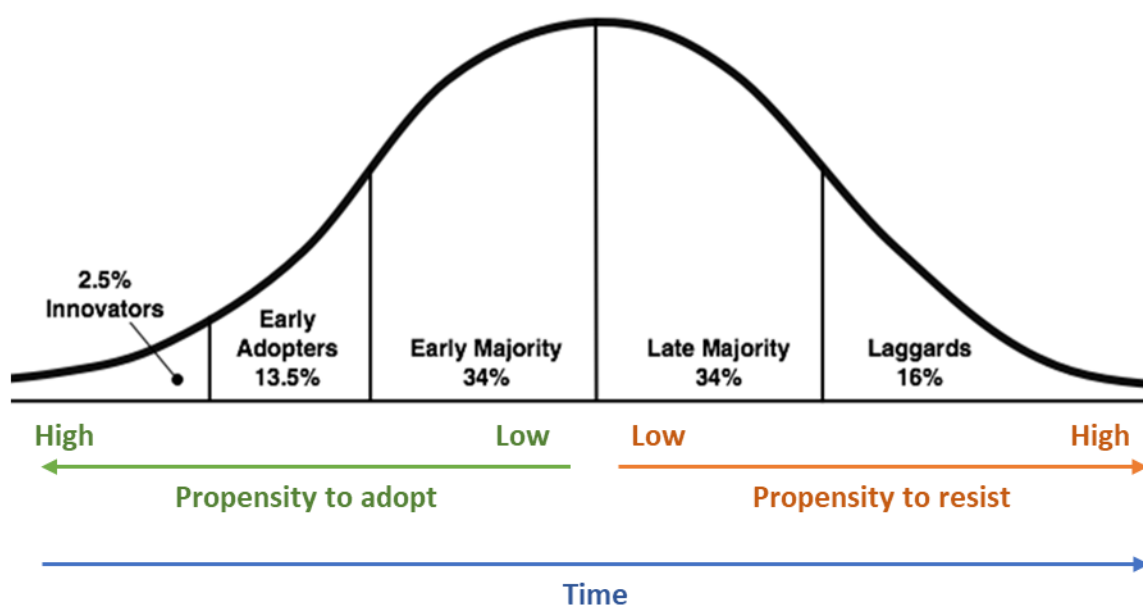 2.5%
Innovators
Early
Adopters
13.5%
Early Majority
34%
Late Majority
34%
Laggards
16%
High
Low
Low
High
Propensity to adopt
Propensity to resist
Time